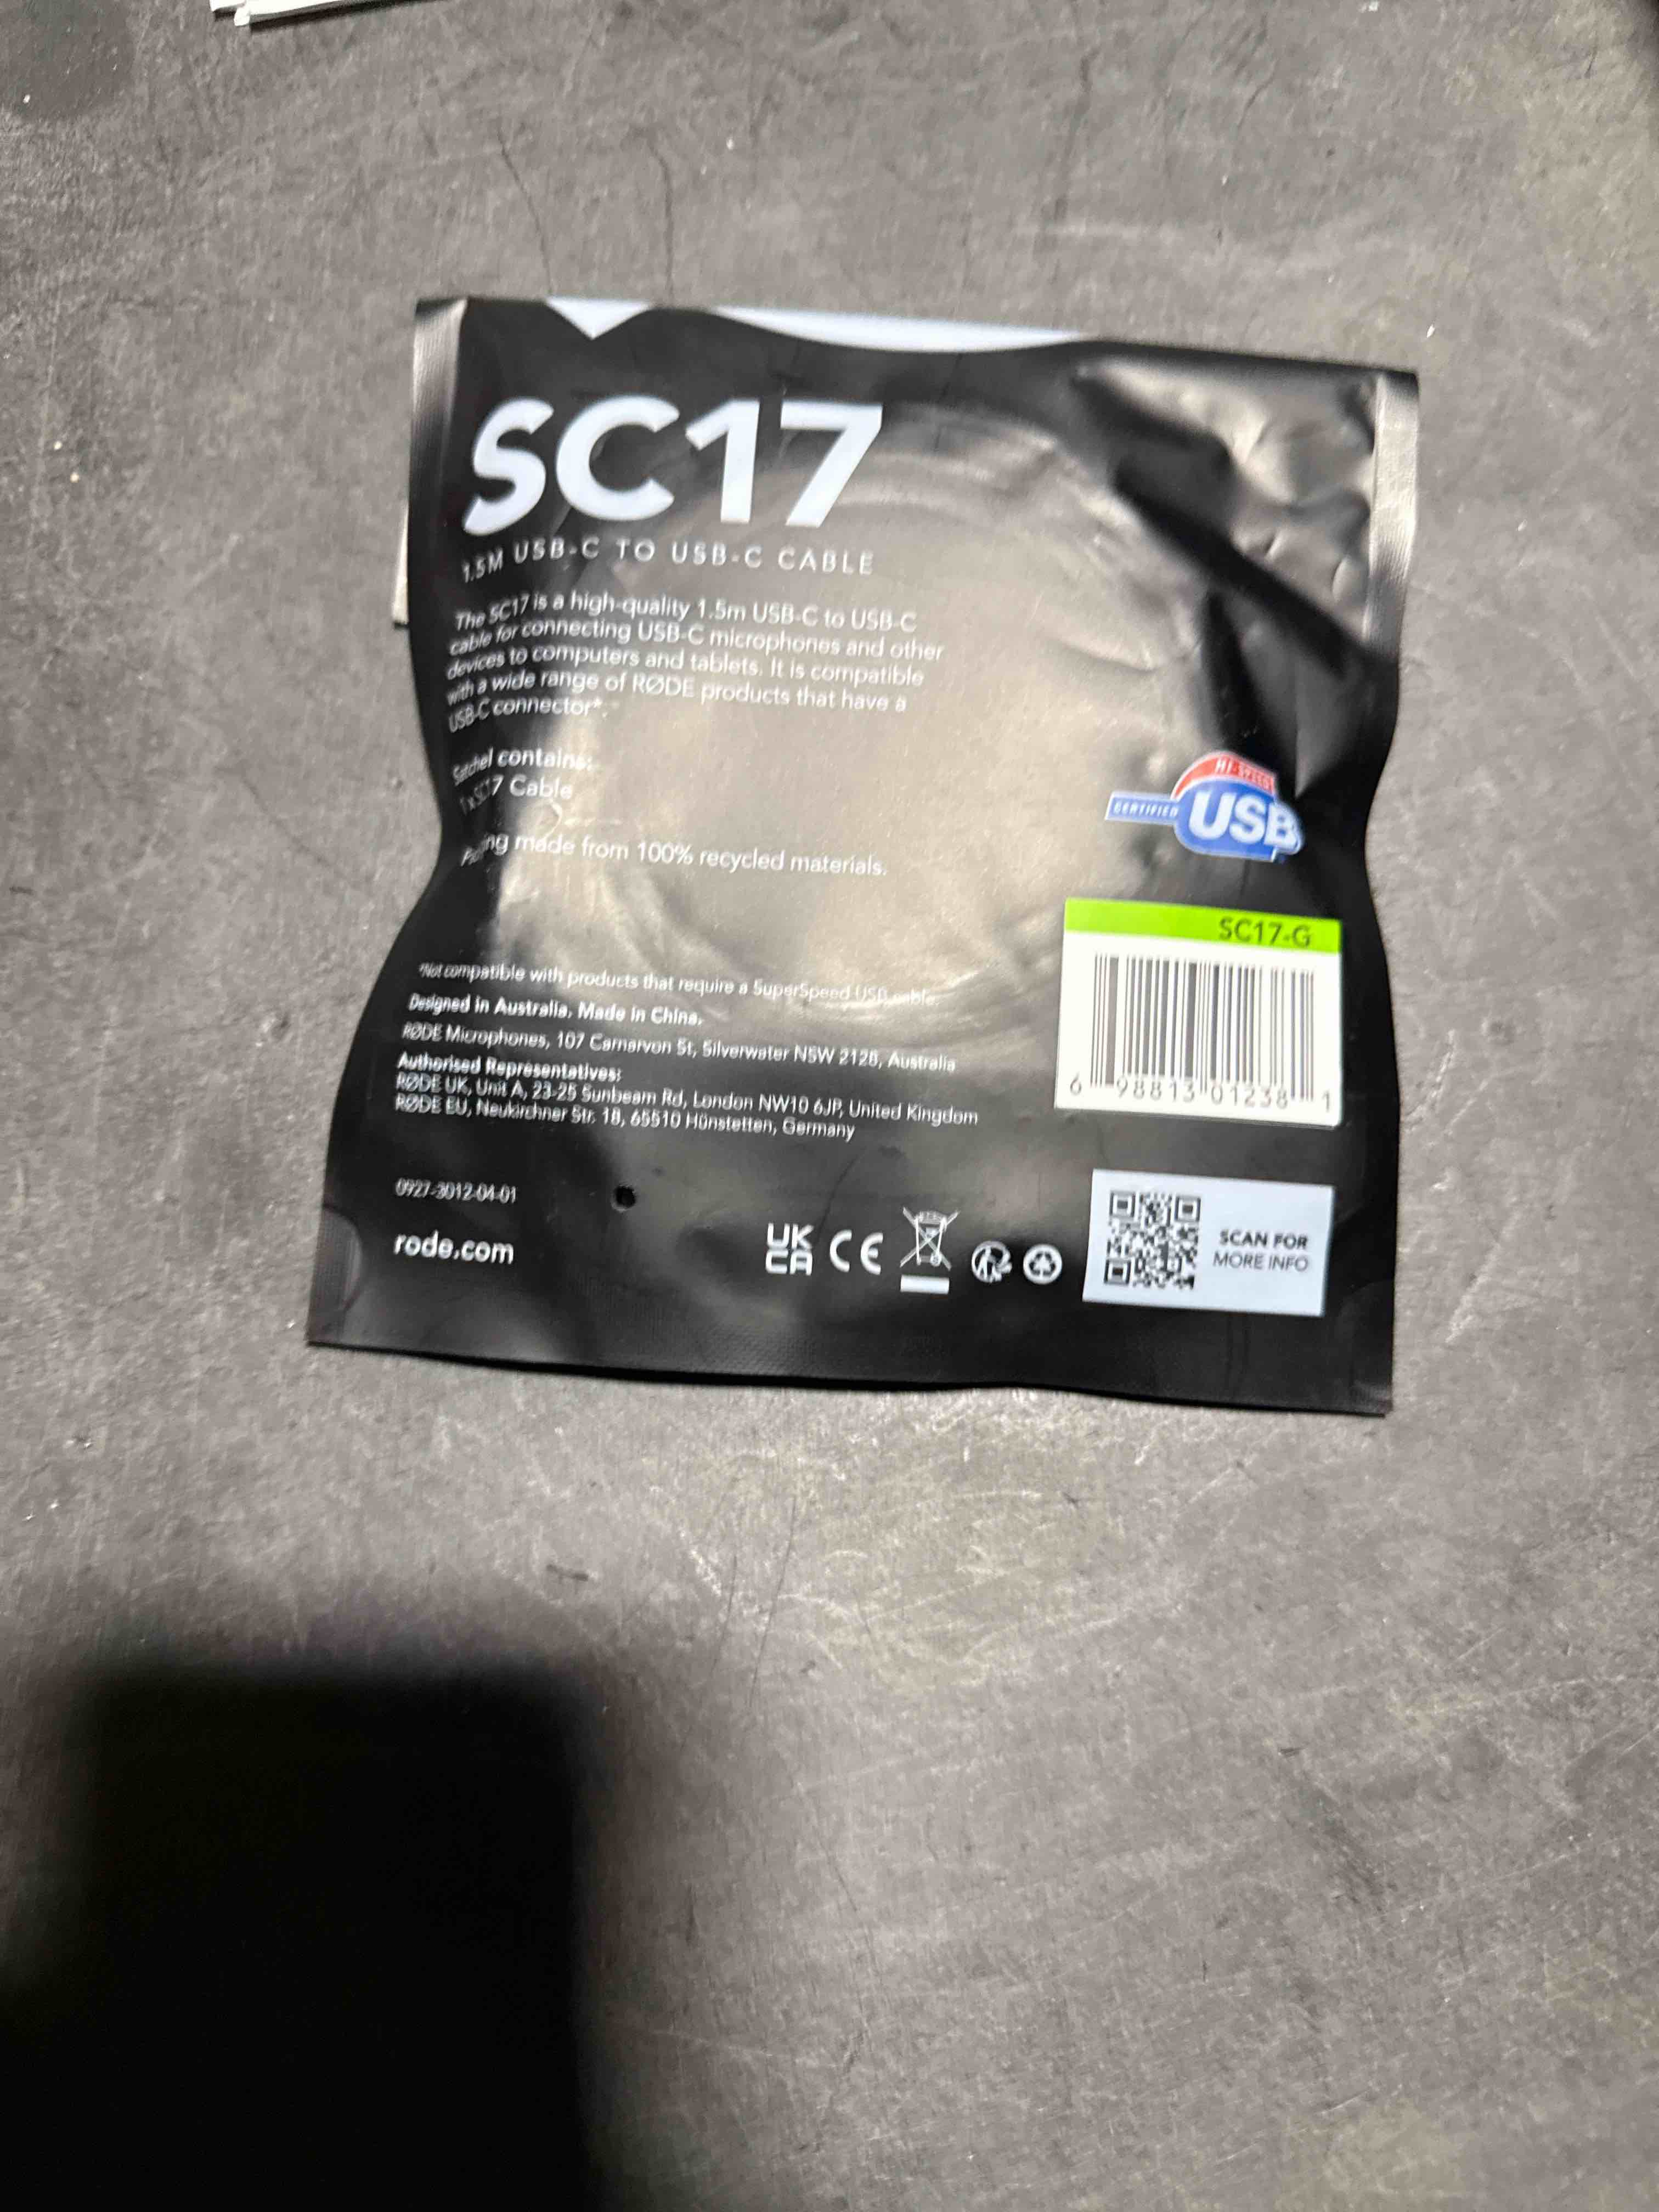 SC17
1.5M USB-C TO USB-C CABLE
The SC17 is a high-quality 1.5m USB-C to USB-C
cable for connecting USB-C microphones and other
devices to computers and tablets. It is compatible
with a wide range of RØDE products that have a
USB-C connector*.
Satchel contains:
1 x SC17 Cable
made from 100% recycled materials.
HI-SPEED
CERTIFIED USB
SC17-G
6 98813 01238 1
*Not compatible with products that require a SuperSpeed USB cable.
Designed in Australia. Made in China.
RØDE Microphones, 107 Carnarvon St, Silverwater NSW 2128, Australia
Authorised Representatives:
RØDE UK, Unit A, 23-25 Sunbeam Rd, London NW10 6JP, United Kingdom
RØDE EU, Neukirchner Str. 18, 65510 Hünstetten, Germany
0927-3012-04-01
rode.com
UK
CA CE
SCAN FOR
MORE INFO